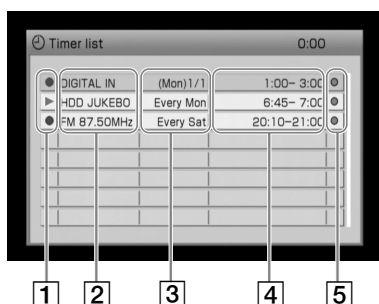 Timer list 0:00
DIGITAL IN (Mon)1/1 1:00- 3:00
HDD JUKEBO Every Mon 6:45- 7:00
FM 87.50MHz Every Sat 20:10-21:00
1 2 3 4 5